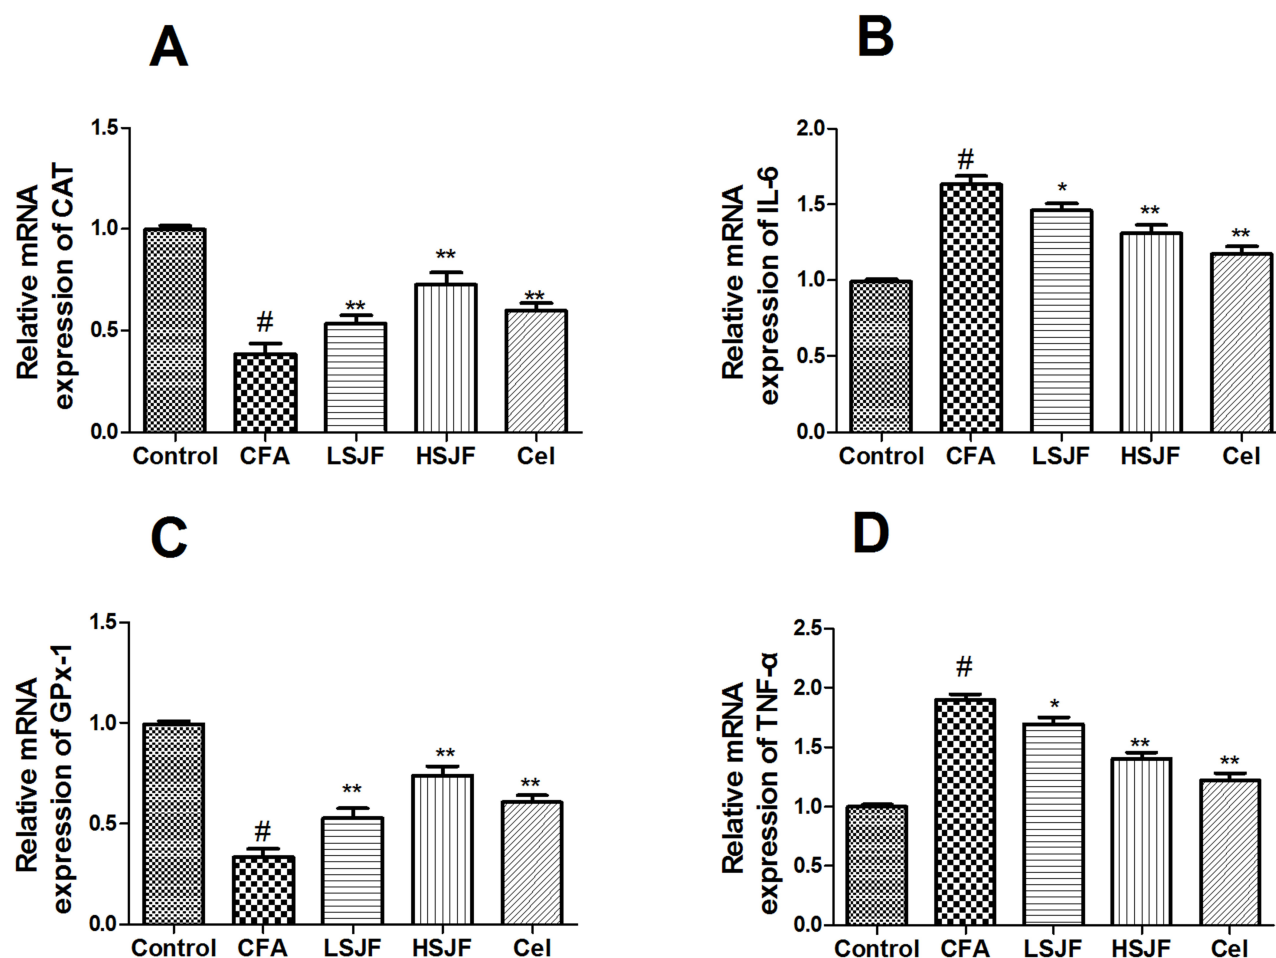 A
Relative mRNA
expression of CAT
1.5
1.0
0.5
0.0
#
**
**
**
Control CFA LSJF HSJF Cel
B
Relative mRNA
expression of IL-6
2.0
1.5
1.0
0.5
0.0
#
*
**
**
Control CFA LSJF HSJF Cel
C
Relative mRNA
expression of GPx-1
1.5
1.0
0.5
0.0
#
**
**
**
Control CFA LSJF HSJF Cel
D
Relative mRNA
expression of TNF-α
2.5
2.0
1.5
1.0
0.5
0.0
#
*
**
**
Control CFA LSJF HSJF Cel